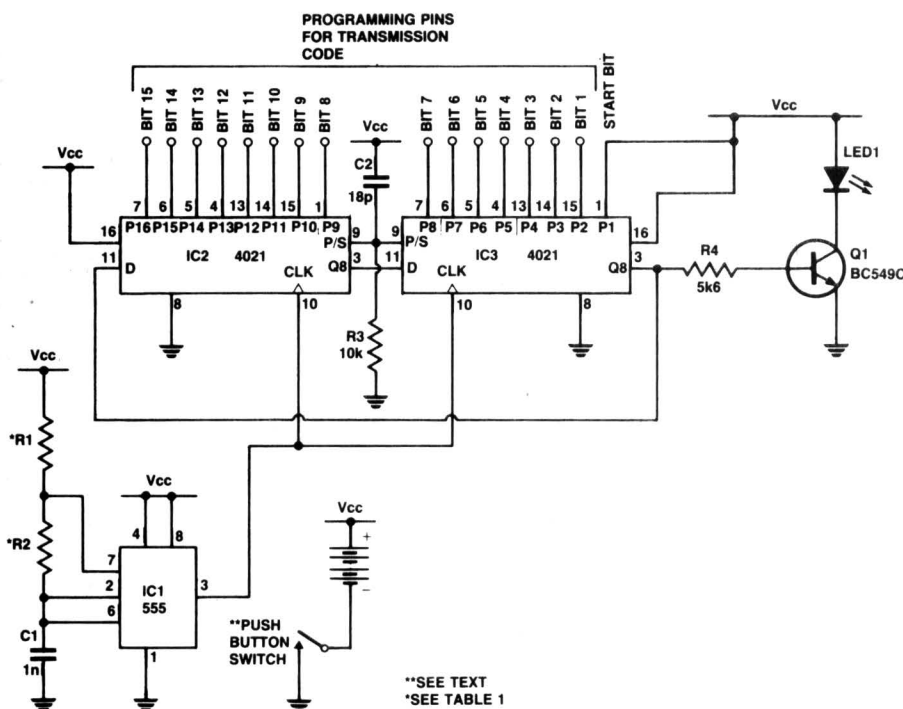 PROGRAMMING PINS
FOR TRANSMISSION
CODE
BIT 15
BIT 14
BIT 13
BIT 12
BIT 11
BIT 10
BIT 9
BIT 8
BIT 7
BIT 6
BIT 5
BIT 4
BIT 3
BIT 2
BIT 1
START BIT
Vcc
Vcc
Vcc
C2
18p
LED1
7 6 5 4 13 14 15 1
P16 P15 P14 P13 P12 P11 P10 P9
16
11
D
IC2 4021
CLK
P/S
Q8
9
3
8
10
7 6 5 4 13 14 15 1
P8 P7 P6 P5 P4 P3 P2 P1
9
11
P/S
D
IC3 4021
CLK
Q8
16
3
10
8
R4
5k6
Q1
BC549C
R3
10k
Vcc
*R1
*R2
C1
1n
Vcc
4 8
7
2
6
IC1
555
3
1
Vcc
+
–
**PUSH
BUTTON
SWITCH
**SEE TEXT
*SEE TABLE 1